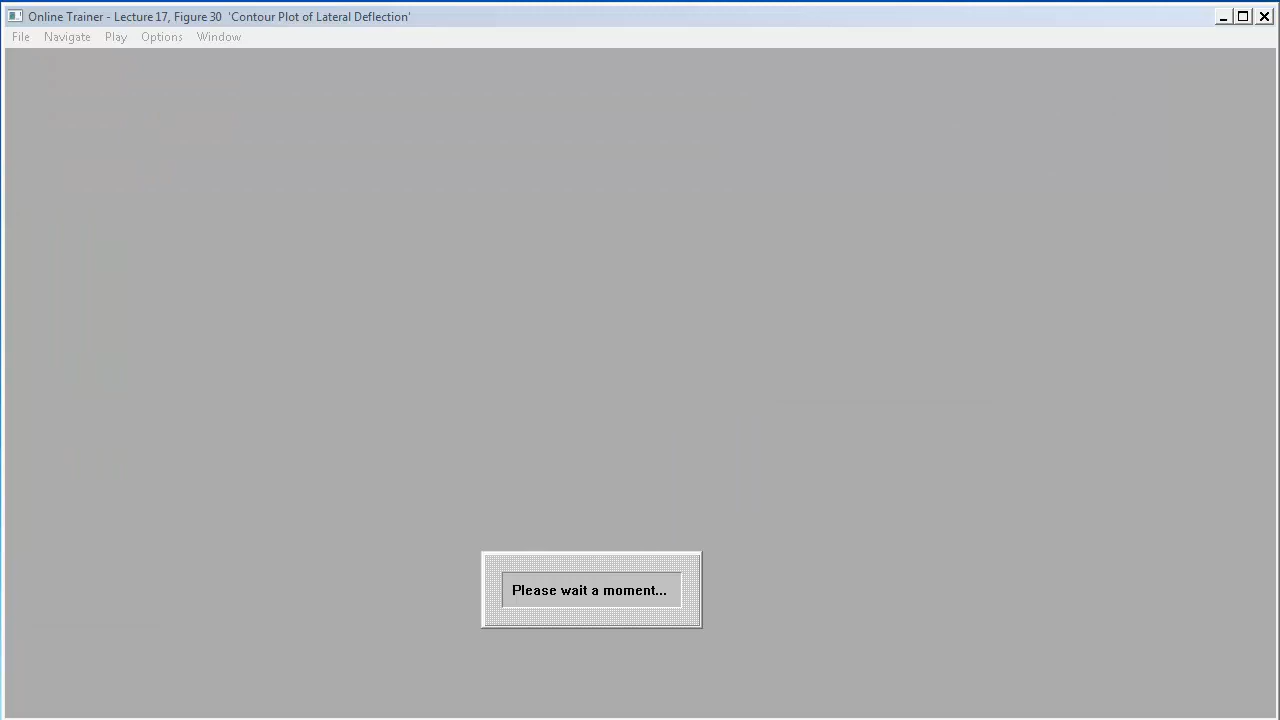 Online Trainer - Lecture 17, Figure 30 'Contour Plot of Lateral Deflection'
File Navigate Play Options Window
Please wait a moment...